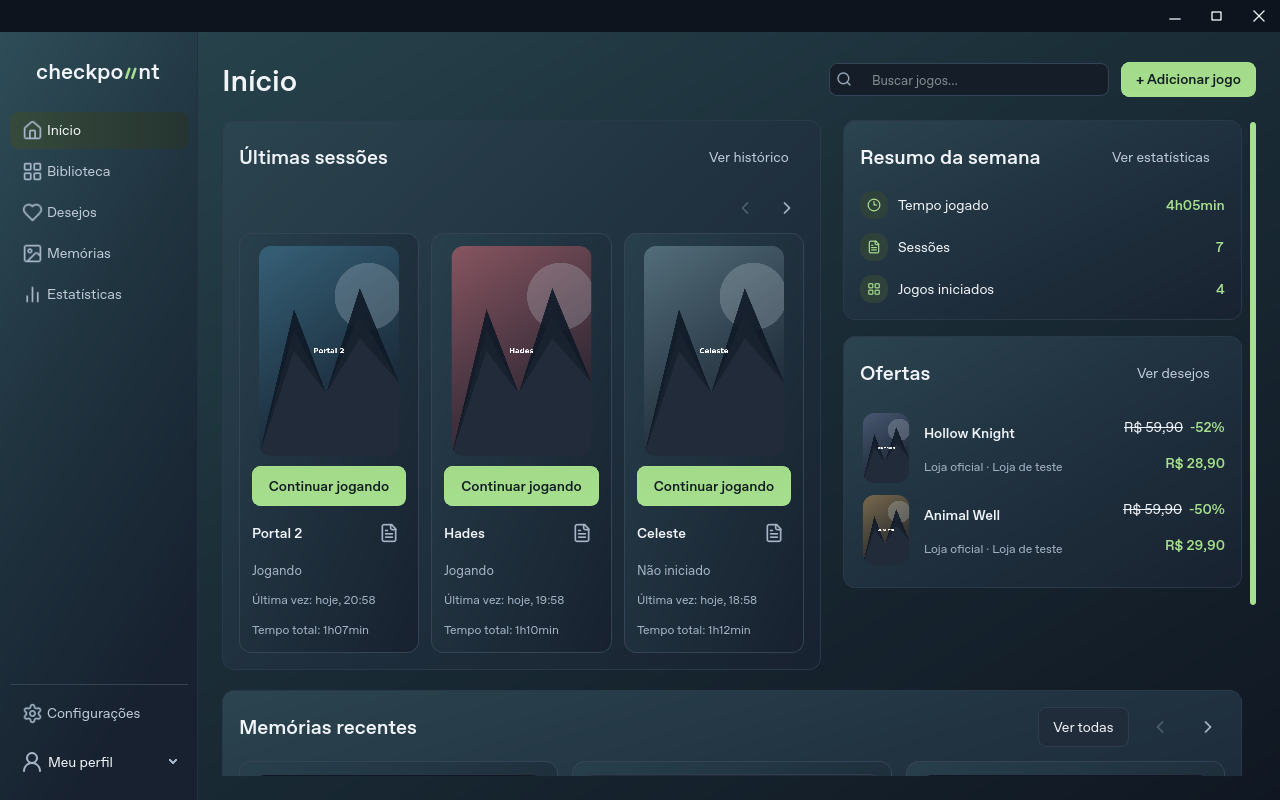 checkpoint
Início
Biblioteca
Desejos
Memórias
Estatísticas
Configurações
Meu perfil
Início
Buscar jogos...
+ Adicionar jogo
Últimas sessões
Ver histórico
Portal 2
Hades
Celeste
Continuar jogando
Continuar jogando
Continuar jogando
Portal 2
Hades
Celeste
Jogando
Jogando
Não iniciado
Última vez: hoje, 20:58
Última vez: hoje, 19:58
Última vez: hoje, 18:58
Tempo total: 1h07min
Tempo total: 1h10min
Tempo total: 1h12min
Resumo da semana
Ver estatísticas
Tempo jogado
4h05min
Sessões
7
Jogos iniciados
4
Ofertas
Ver desejos
Hollow Knight
R$ 59,90 -52%
Loja oficial · Loja de teste
R$ 28,90
Animal Well
R$ 59,90 -50%
Loja oficial · Loja de teste
R$ 29,90
Memórias recentes
Ver todas